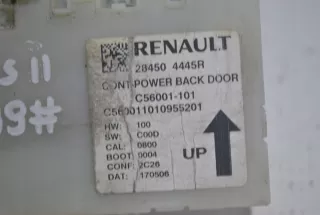 RENAULT
28450 4445R
CONT-POWER BACK DOOR
C56001-101
C560011010955201
HW: 100
SW: C00D
CAL: 0800
BOOT: 0004
CONF: 2C26
DAT: 170506
UP